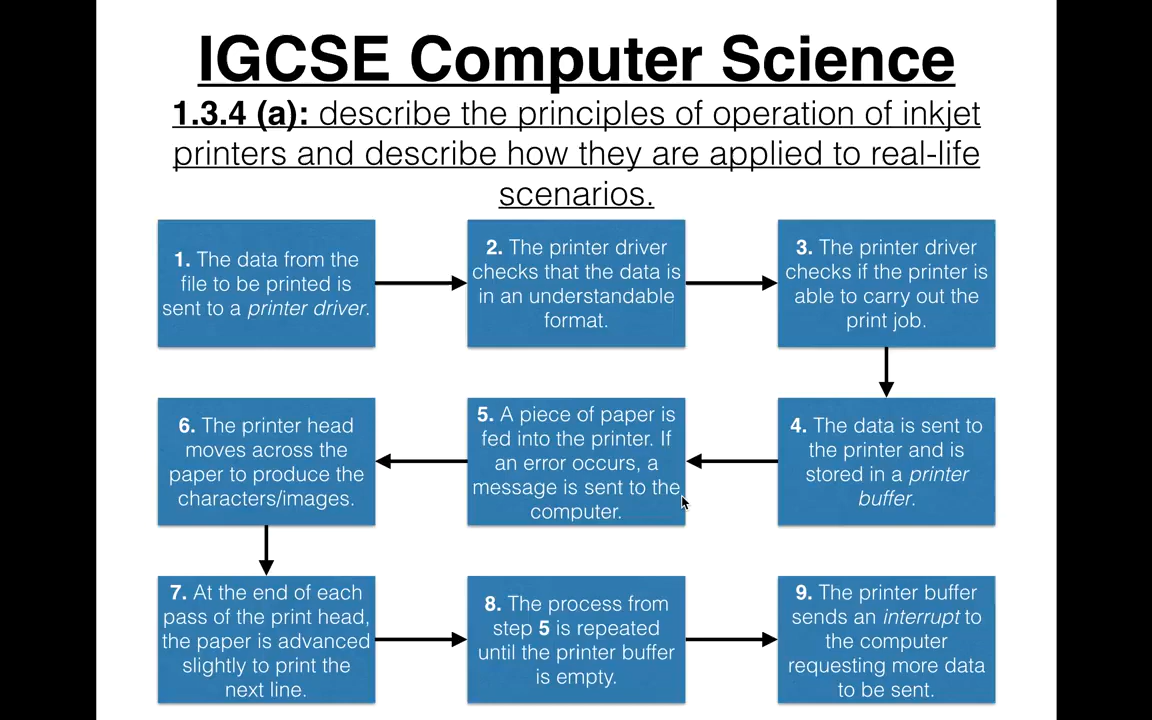 IGCSE Computer Science
1.3.4 (a): describe the principles of operation of inkjet
printers and describe how they are applied to real-life
scenarios.
1. The data from the
file to be printed is
sent to a printer driver.
2. The printer driver
checks that the data is
in an understandable
format.
3. The printer driver
checks if the printer is
able to carry out the
print job.
4. The data is sent to
the printer and is
stored in a printer
buffer.
5. A piece of paper is
fed into the printer. If
an error occurs, a
message is sent to the
computer.
6. The printer head
moves across the
paper to produce the
characters/images.
7. At the end of each
pass of the print head,
the paper is advanced
slightly to print the
next line.
8. The process from
step 5 is repeated
until the printer buffer
is empty.
9. The printer buffer
sends an interrupt to
the computer
requesting more data
to be sent.